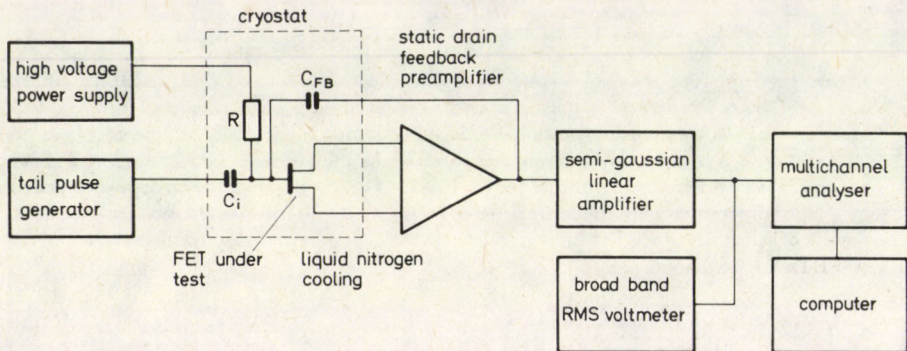 cryostat
high voltage
power supply
static drain
feedback
preamplifier
C_FB
R
tail pulse
generator
C_i
semi-gaussian
linear
amplifier
multichannel
analyser
FET under
test
liquid nitrogen
cooling
broad band
RMS voltmeter
computer